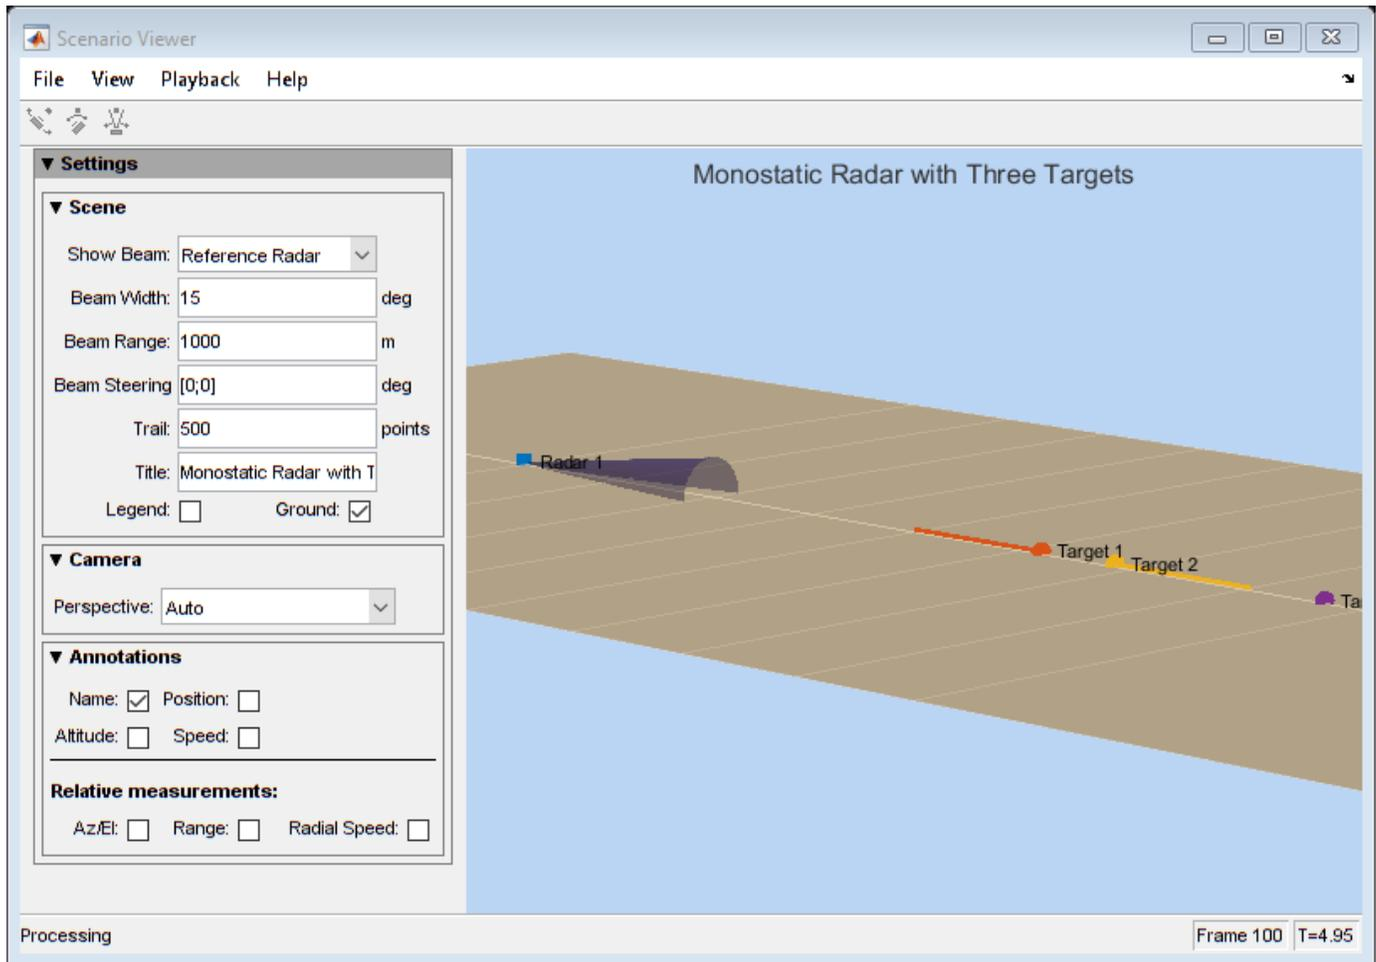 Scenario Viewer
File View Playback Help
▼ Settings
▼ Scene
Show Beam: Reference Radar
Beam Width: 15 deg
Beam Range: 1000 m
Beam Steering [0;0] deg
Trail: 500 points
Title: Monostatic Radar with T
Legend: Ground:
▼ Camera
Perspective: Auto
▼ Annotations
Name: Position:
Altitude: Speed:
Relative measurements:
Az/El: Range: Radial Speed:
Monostatic Radar with Three Targets
Radar 1
Target 1
Target 2
Ta
Processing
Frame 100 T=4.95